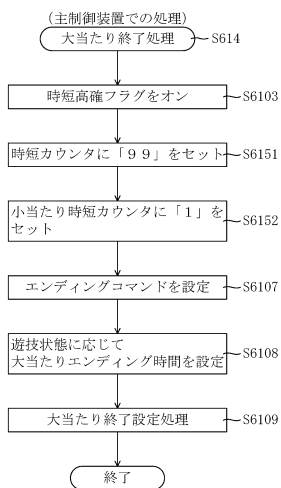 (主制御装置での処理)
大当たり終了処理
S614
時短高確フラグをオン
S6103
時短カウンタに「99」をセット
S6151
小当たり時短カウンタに「1」を
セット
S6152
エンディングコマンドを設定
S6107
遊技状態に応じて
大当たりエンディング時間を設定
S6108
大当たり終了設定処理
S6109
終了